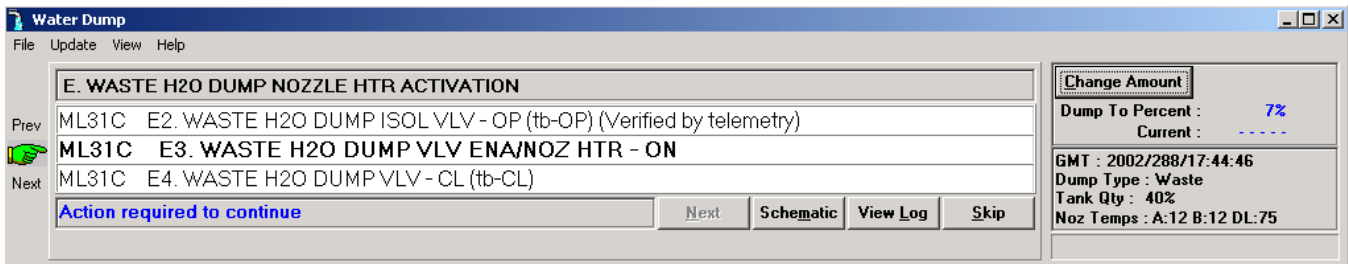 Water Dump
File Update View Help
E. WASTE H2O DUMP NOZZLE HTR ACTIVATION
Prev
ML31C E2. WASTE H2O DUMP ISOL VLV - OP (tb-OP) (Verified by telemetry)
ML31C E3. WASTE H2O DUMP VLV ENA/NOZ HTR - ON
Next
ML31C E4. WASTE H2O DUMP VLV - CL (tb-CL)
Action required to continue
Next Schematic View Log Skip
Change Amount
Dump To Percent : 7%
Current : - - - - -
GMT : 2002/288/17:44:46
Dump Type : Waste
Tank Qty : 40%
Noz Temps : A:12 B:12 DL:75